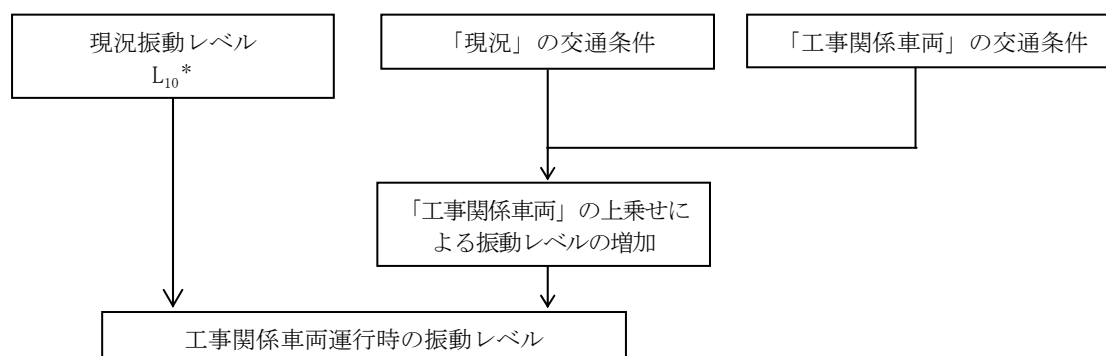 現況振動レベル
L₁₀*
「現況」の交通条件
「工事関係車両」の交通条件
「工事関係車両」の上乗せに
よる振動レベルの増加
工事関係車両運行時の振動レベル